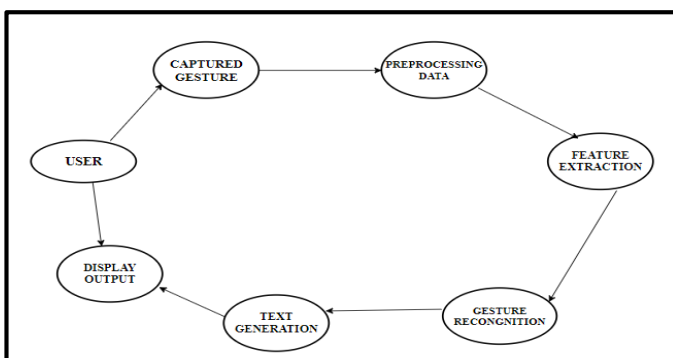 CAPTURED
GESTURE
PREPROCESSING
DATA
USER
FEATURE
EXTRACTION
DISPLAY
OUTPUT
TEXT
GENERATION
GESTURE
RECONGNITION